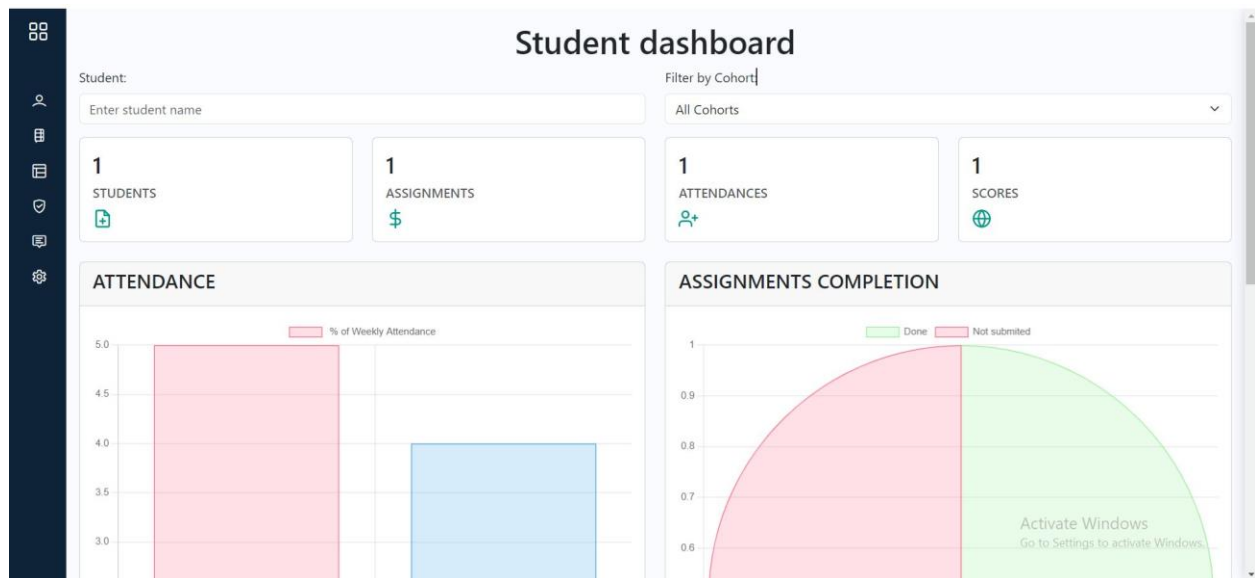 Student dashboard
Student:
Filter by Cohort:
Enter student name
All Cohorts
1
STUDENTS
1
ASSIGNMENTS
1
ATTENDANCES
1
SCORES
ATTENDANCE
% of Weekly Attendance
5.0
4.5
4.0
3.5
3.0
ASSIGNMENTS COMPLETION
Done
Not submited
1
0.9
0.8
0.7
0.6
Activate Windows
Go to Settings to activate Windows.